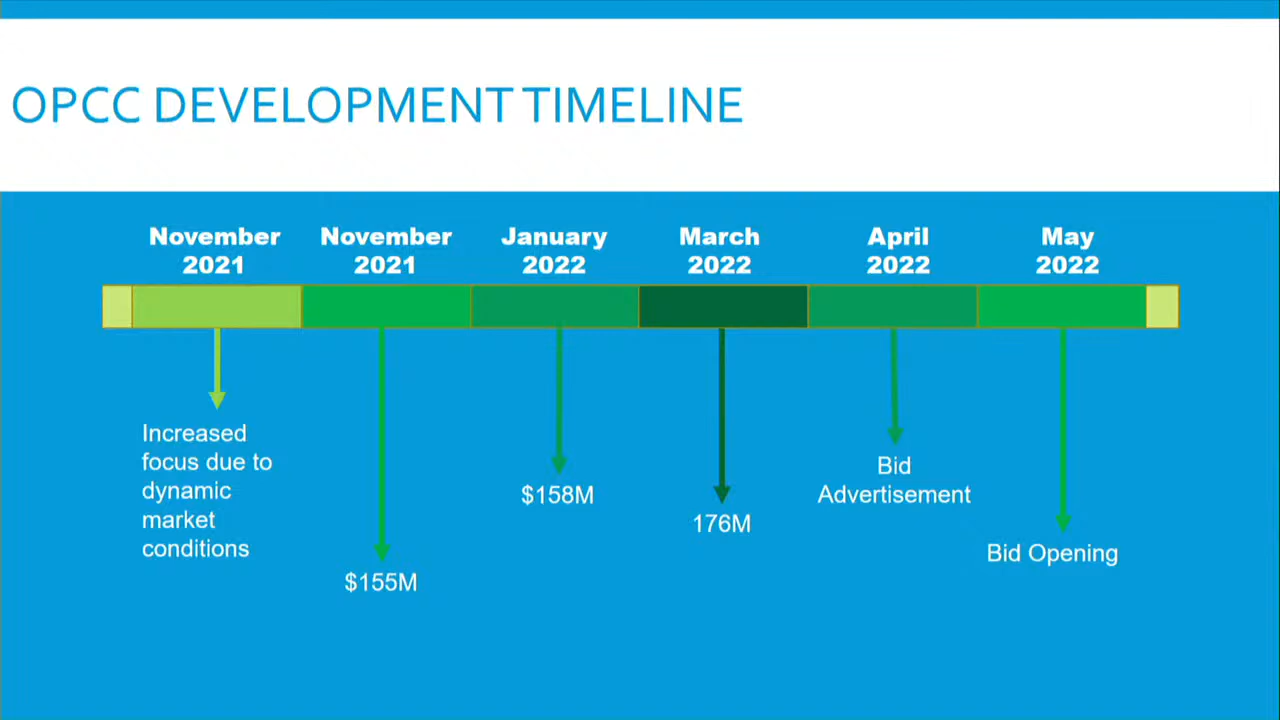 OPCC DEVELOPMENT TIMELINE
November
2021
November
2021
January
2022
March
2022
April
2022
May
2022
Increased
focus due to
dynamic
market
conditions
$155M
$158M
176M
Bid
Advertisement
Bid Opening